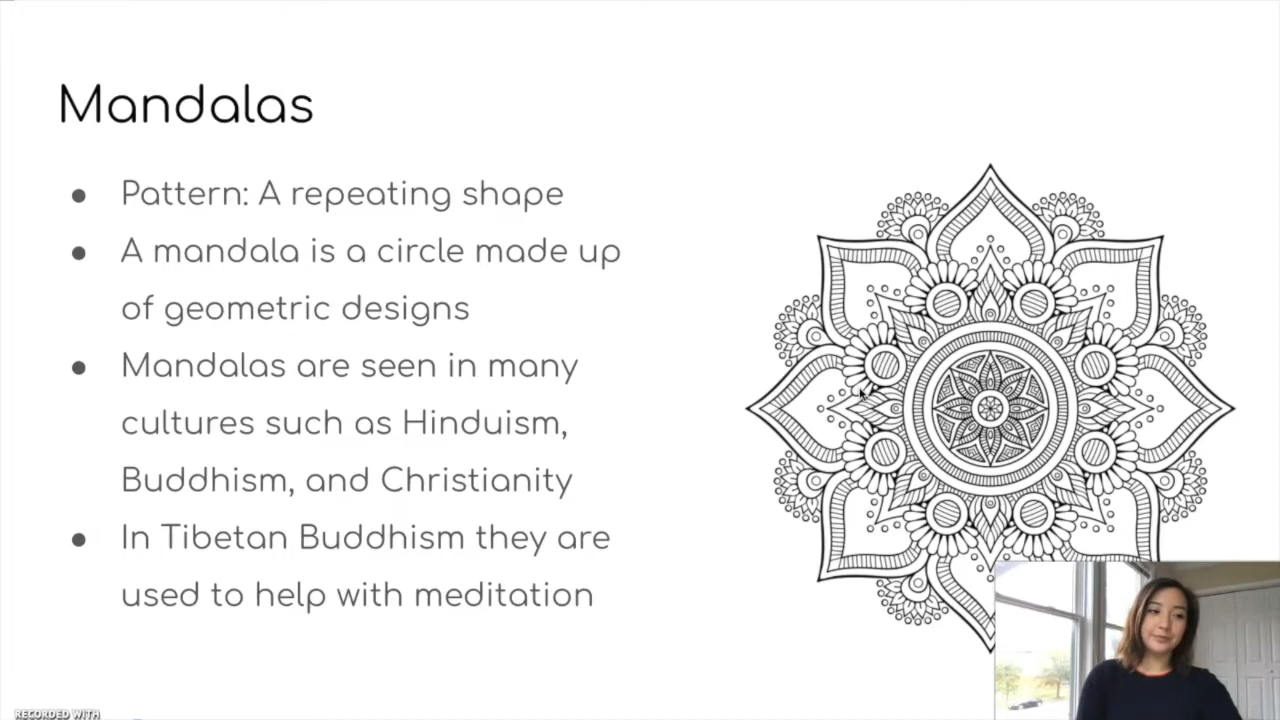 Mandalas
● Pattern: A repeating shape
● A mandala is a circle made up
of geometric designs
● Mandalas are seen in many
cultures such as Hinduism,
Buddhism, and Christianity
● In Tibetan Buddhism they are
used to help with meditation
RECORDED WITH